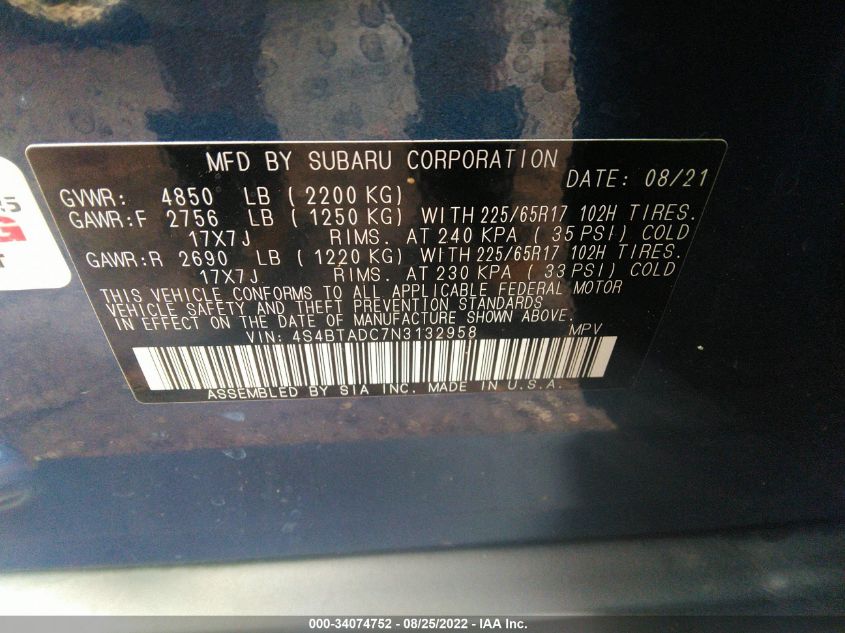 MFD BY SUBARU CORPORATION
DATE: 08/21
GVWR: 4850 LB ( 2200 KG)
GAWR:F 2756 LB ( 1250 KG) WITH 225/65R17 102H TIRES.
17X7J RIMS. AT 240 KPA ( 35 PSI) COLD
GAWR:R 2690 LB ( 1220 KG) WITH 225/65R17 102H TIRES.
17X7J RIMS. AT 230 KPA ( 33 PSI) COLD
THIS VEHICLE CONFORMS TO ALL APPLICABLE FEDERAL MOTOR
VEHICLE SAFETY AND THEFT PREVENTION STANDARDS
IN EFFECT ON THE DATE OF MANUFACTURE SHOWN ABOVE.
VIN: 4S4BTADC7N3132958 MPV
ASSEMBLED BY SIA INC. MADE IN U.S.A.
000-34074752 - 08/25/2022 - IAA Inc.